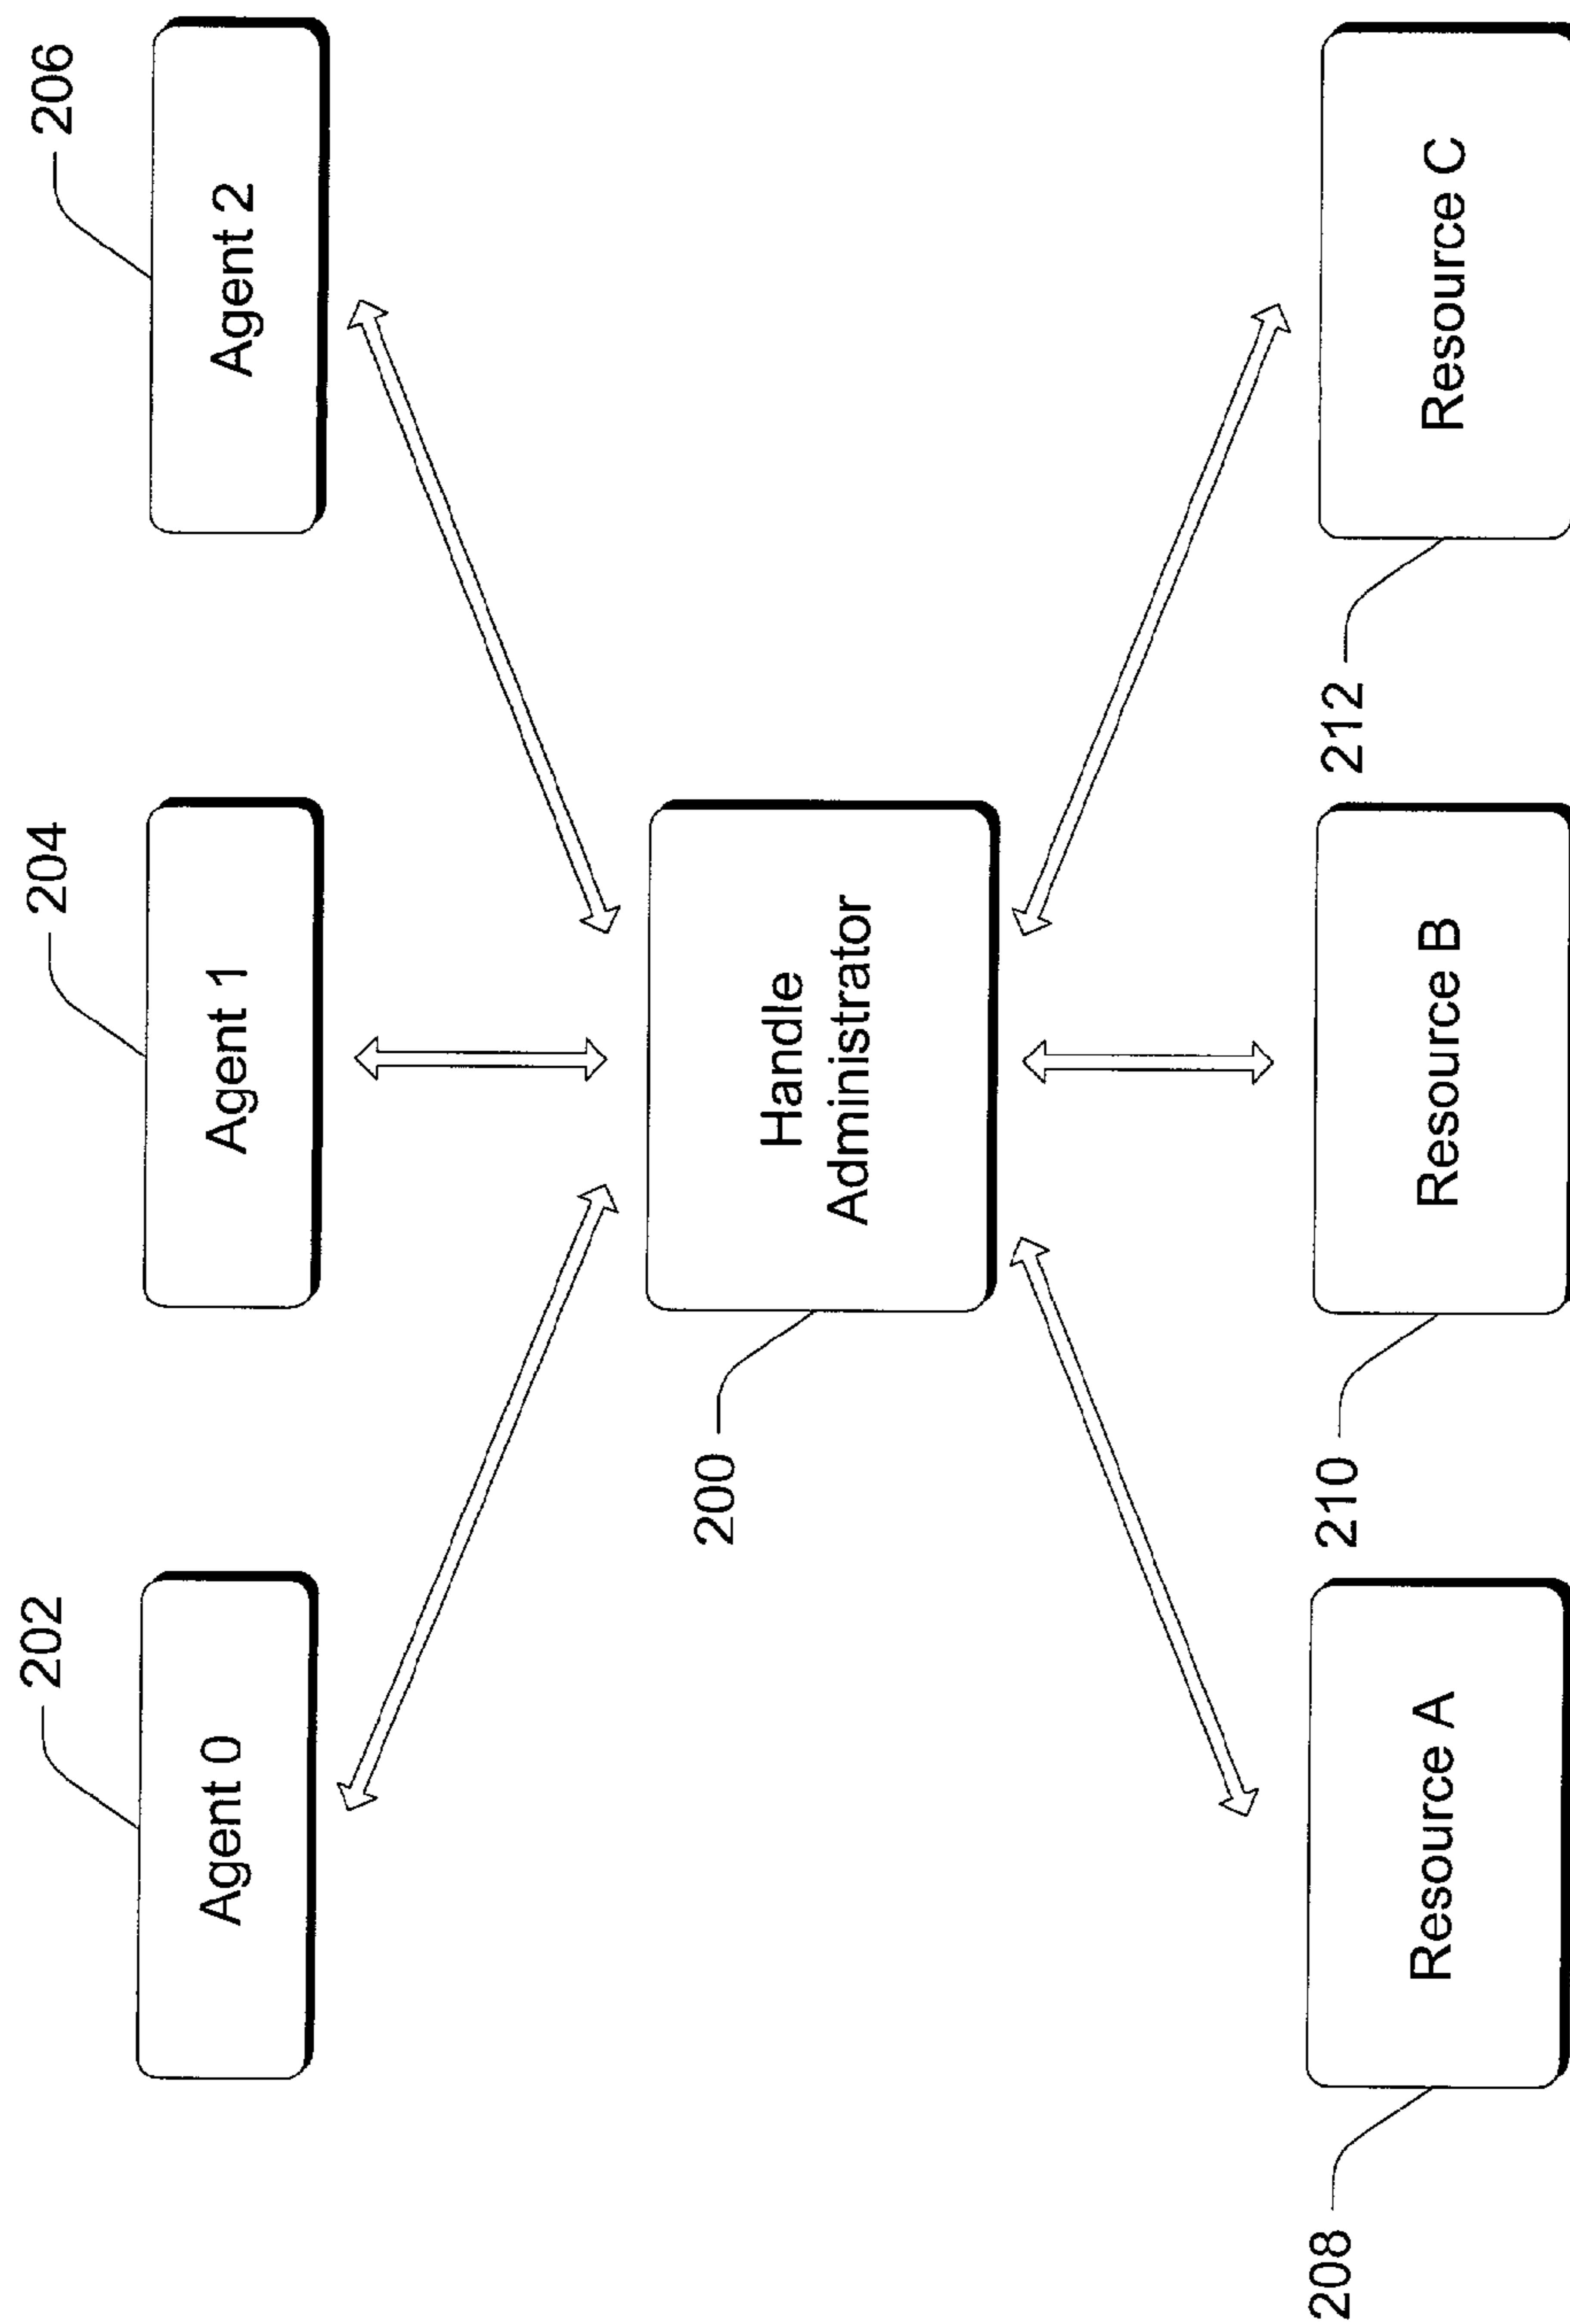 202
204
206
Agent 0
Agent 1
Agent 2
200
Handle
Administrator
208
Resource A
210
Resource B
212
Resource C